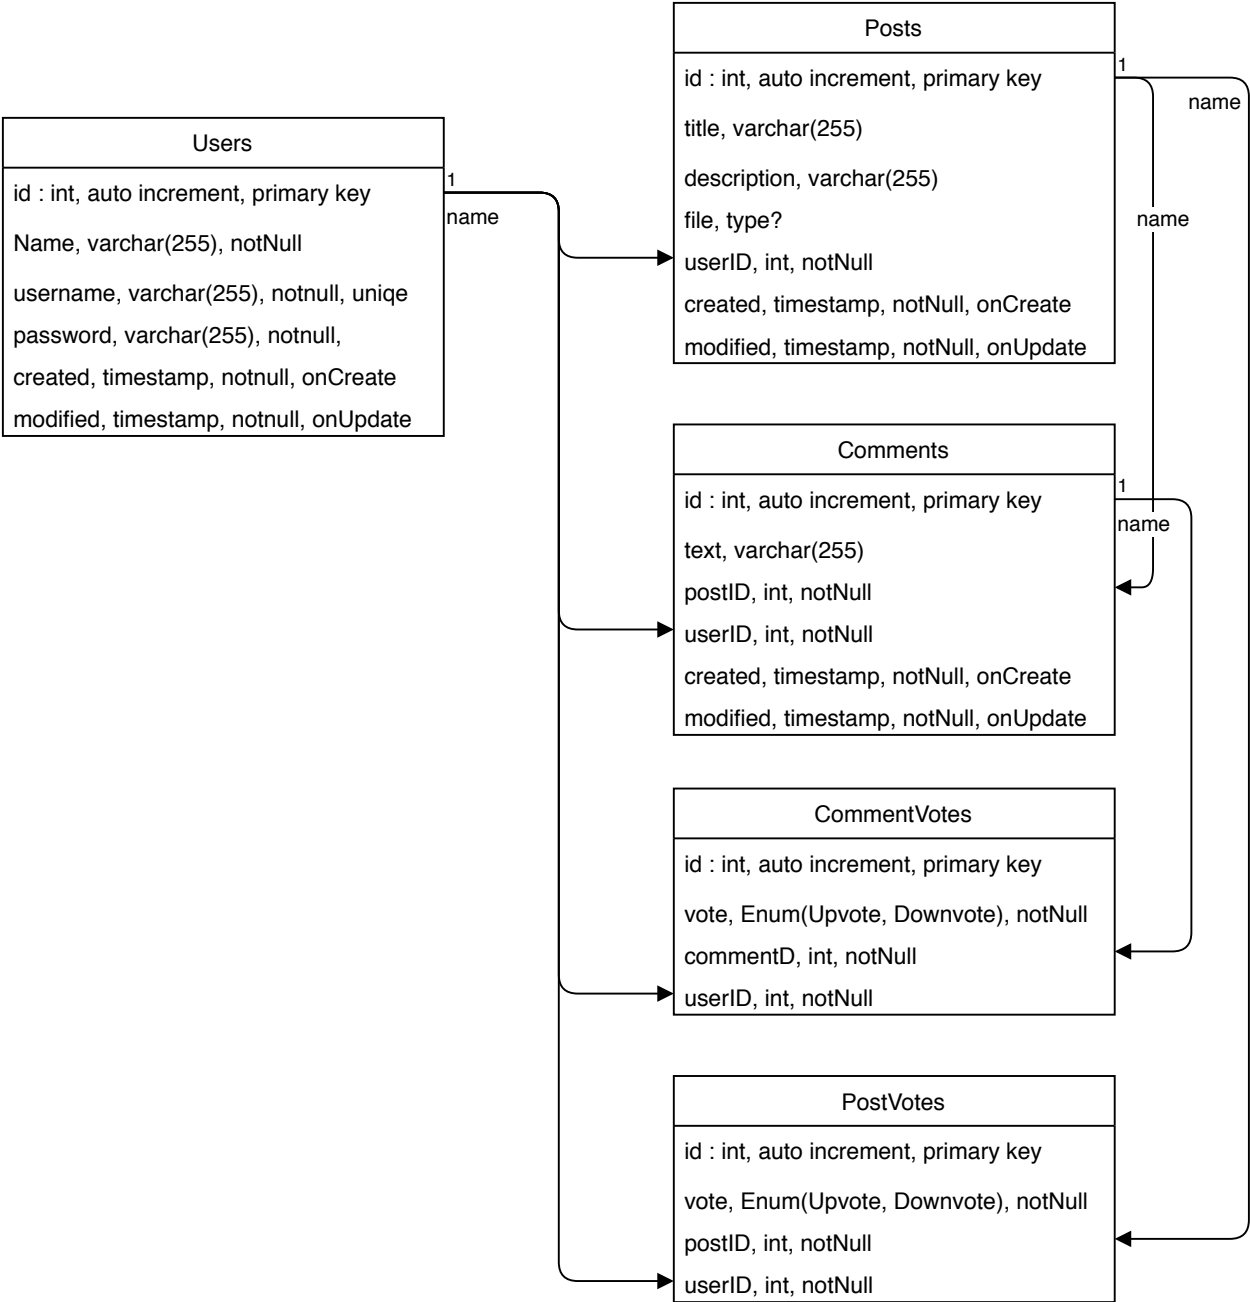 Users
id : int, auto increment, primary key
Name, varchar(255), notNull
username, varchar(255), notnull, uniqe
password, varchar(255), notnull,
created, timestamp, notnull, onCreate
modified, timestamp, notnull, onUpdate
1
name
Posts
id : int, auto increment, primary key
title, varchar(255)
description, varchar(255)
file, type?
userID, int, notNull
created, timestamp, notNull, onCreate
modified, timestamp, notNull, onUpdate
1
name
name
Comments
id : int, auto increment, primary key
text, varchar(255)
postID, int, notNull
userID, int, notNull
created, timestamp, notNull, onCreate
modified, timestamp, notNull, onUpdate
1
name
CommentVotes
id : int, auto increment, primary key
vote, Enum(Upvote, Downvote), notNull
commentD, int, notNull
userID, int, notNull
PostVotes
id : int, auto increment, primary key
vote, Enum(Upvote, Downvote), notNull
postID, int, notNull
userID, int, notNull